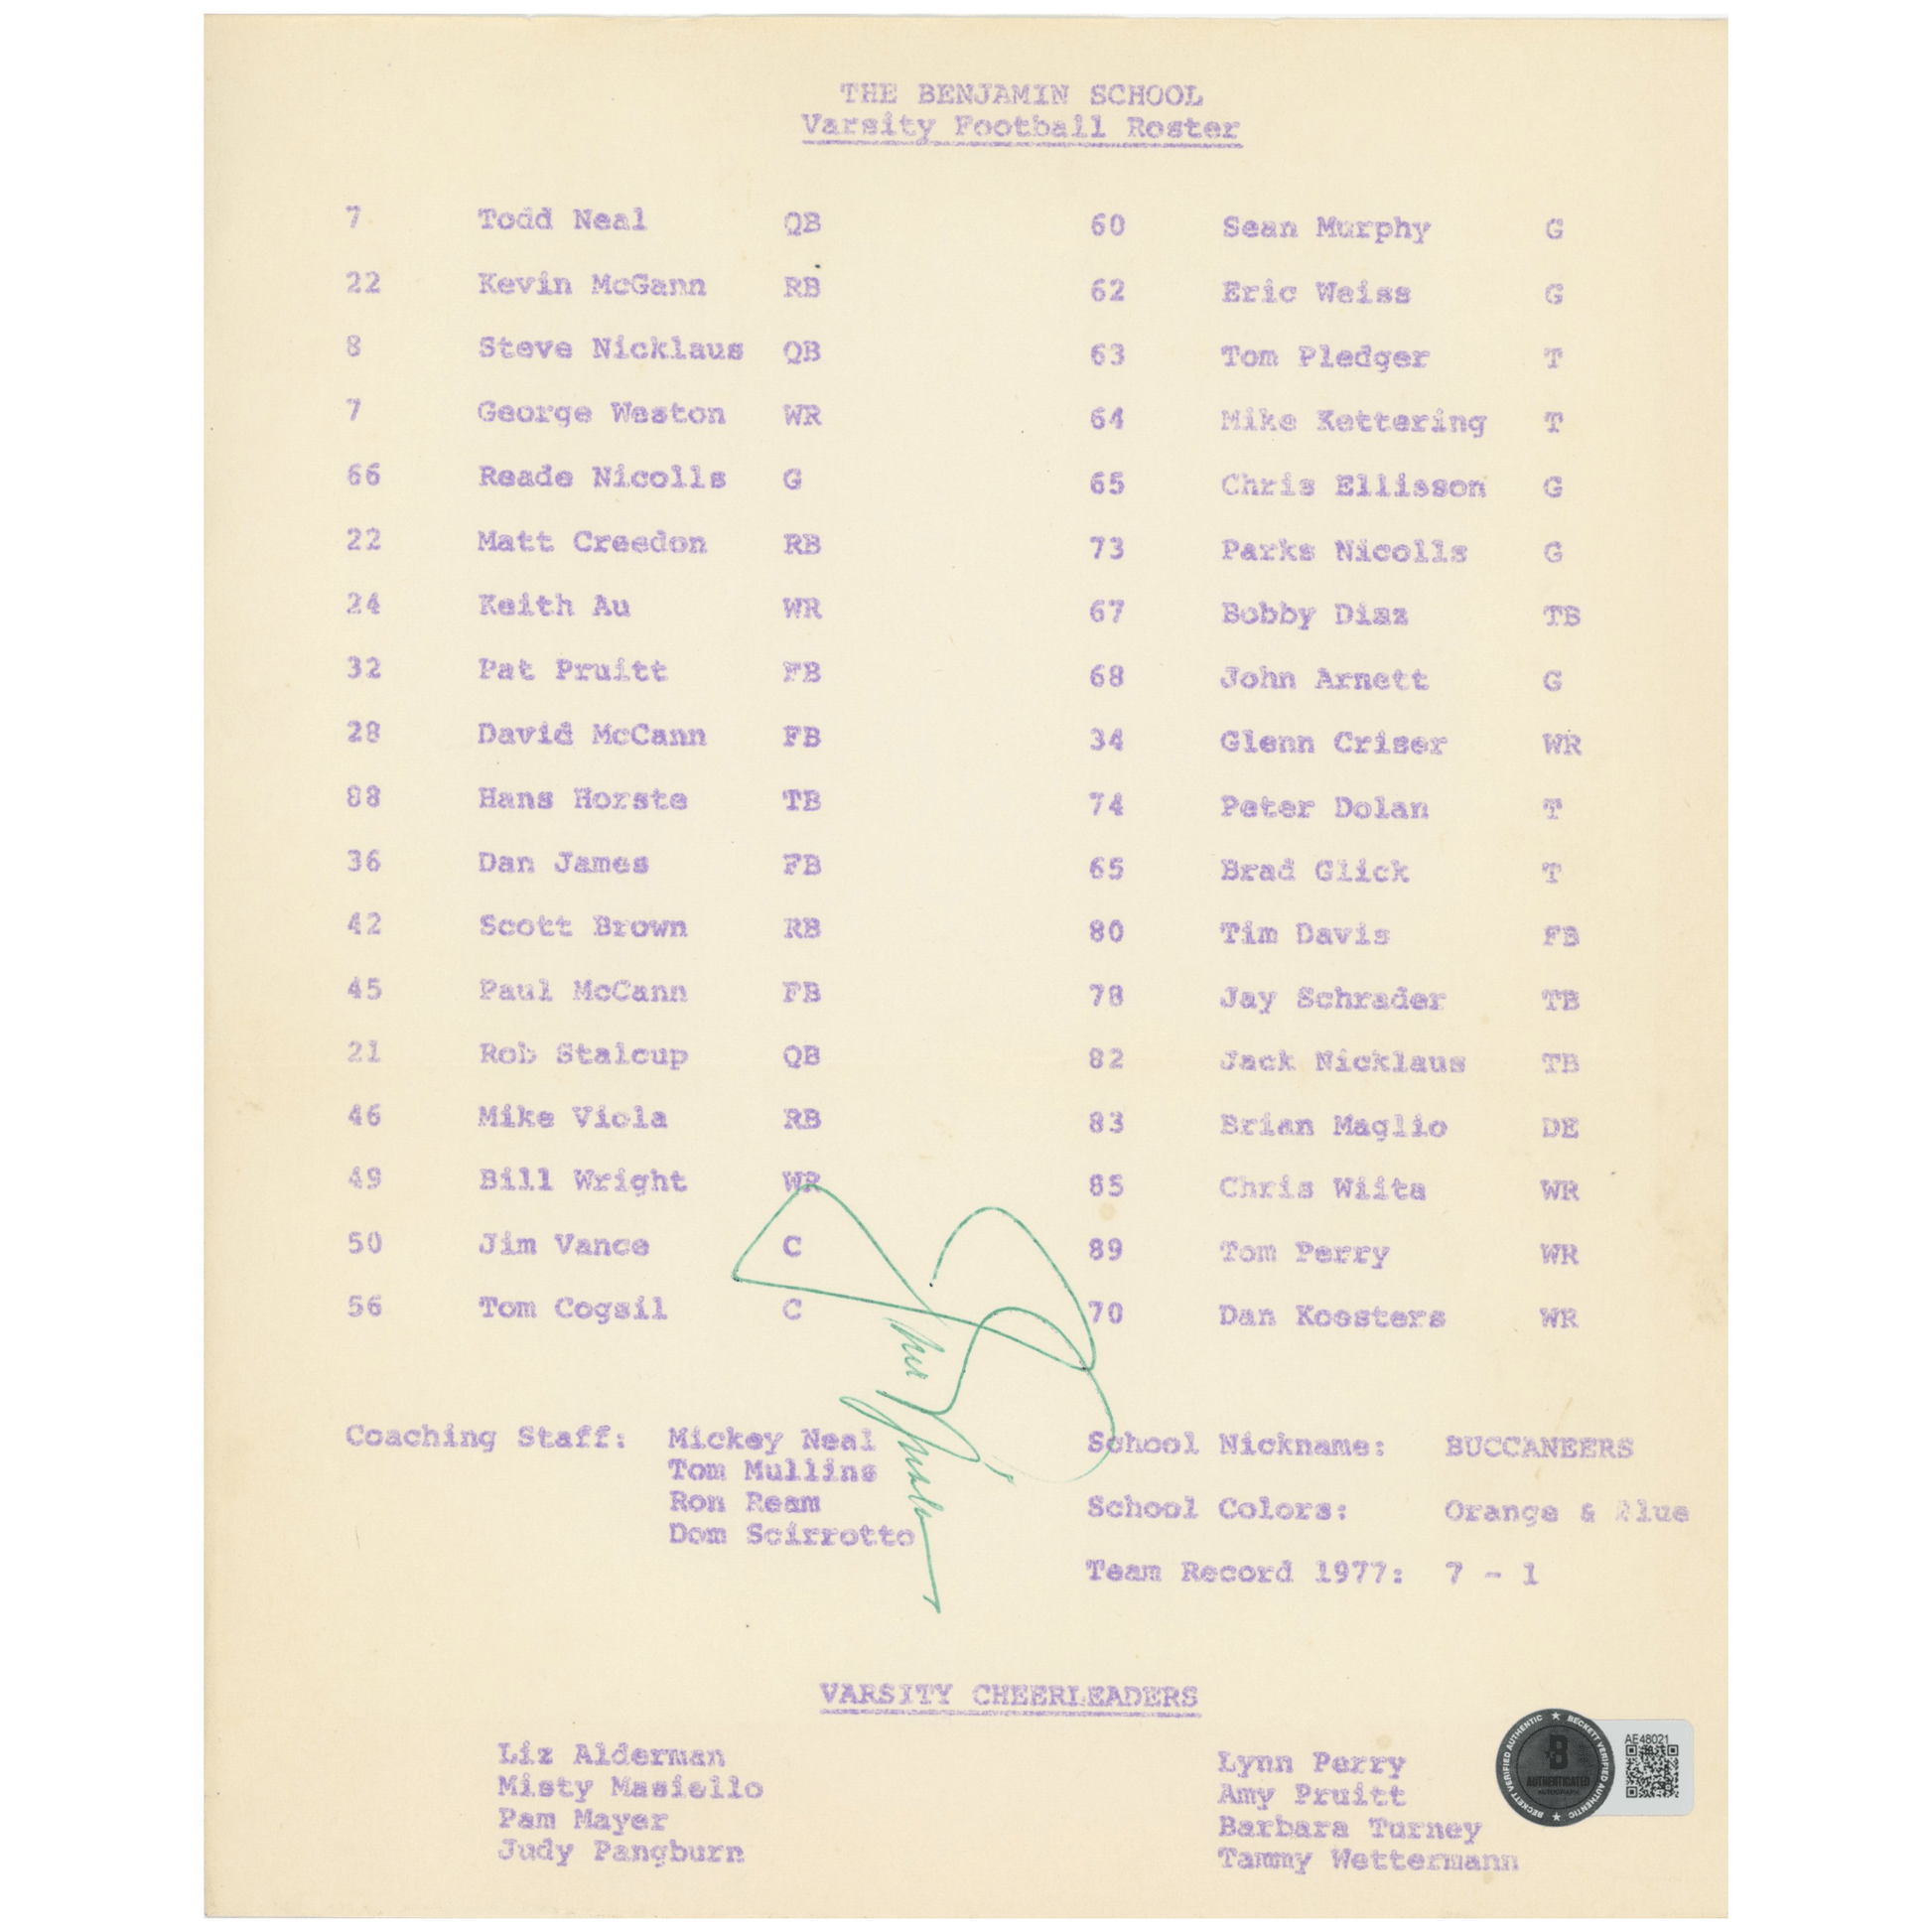 THE BENJAMIN SCHOOL
Varsity Football Roster
7 Todd Neal QB
22 Kevin McGann RB
8 Steve Nicklaus QB
7 George Weston WR
66 Reade Nicolls G
22 Matt Creedon RB
24 Keith Au WR
32 Pat Pruitt FB
28 David McCann FB
88 Hans Horste TB
36 Dan James FB
42 Scott Brown RB
45 Paul McCann FB
21 Rob Stalcup QB
46 Mike Viola RB
49 Bill Wright WR
50 Jim Vance C
56 Tom Cogsil C
60 Sean Murphy G
62 Eric Weiss G
63 Tom Pledger T
64 Mike Kettering T
65 Chris Ellisson G
73 Parks Nicolls G
67 Bobby Diaz TB
68 John Arnett G
34 Glenn Criser WR
74 Peter Dolan T
65 Brad Glick T
80 Tim Davis FB
78 Jay Schrader TB
82 Jack Nicklaus TB
83 Brian Maglio DE
85 Chris Wiita WR
89 Tom Perry WR
70 Dan Koesters WR
Coaching Staff: Mickey Neal
Tom Mullins
Ron Ream
Dom Scirrotto
School Nickname: BUCCANEERS
School Colors: Orange & Blue
Team Record 1977: 7 - 1
VARSITY CHEERLEADERS
Liz Alderman
Misty Masiello
Pam Mayer
Judy Pangburn
Lynn Perry
Amy Pruitt
Barbara Turney
Tammy Wettermann
BECKETT VERIFIED AUTHENTIC ★ BECKETT VERIFIED AUTHENTIC ★
B
AUTHENTICATED
AE48021